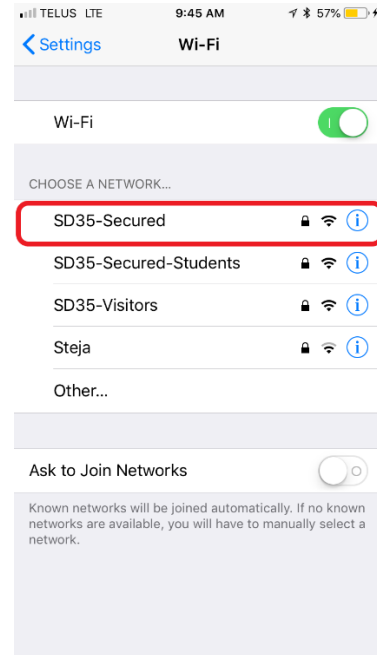 TELUS LTE 9:45 AM 57%
Settings Wi-Fi
Wi-Fi
CHOOSE A NETWORK...
SD35-Secured
SD35-Secured-Students
SD35-Visitors
Steja
Other...
Ask to Join Networks
Known networks will be joined automatically. If no known
networks are available, you will have to manually select a
network.